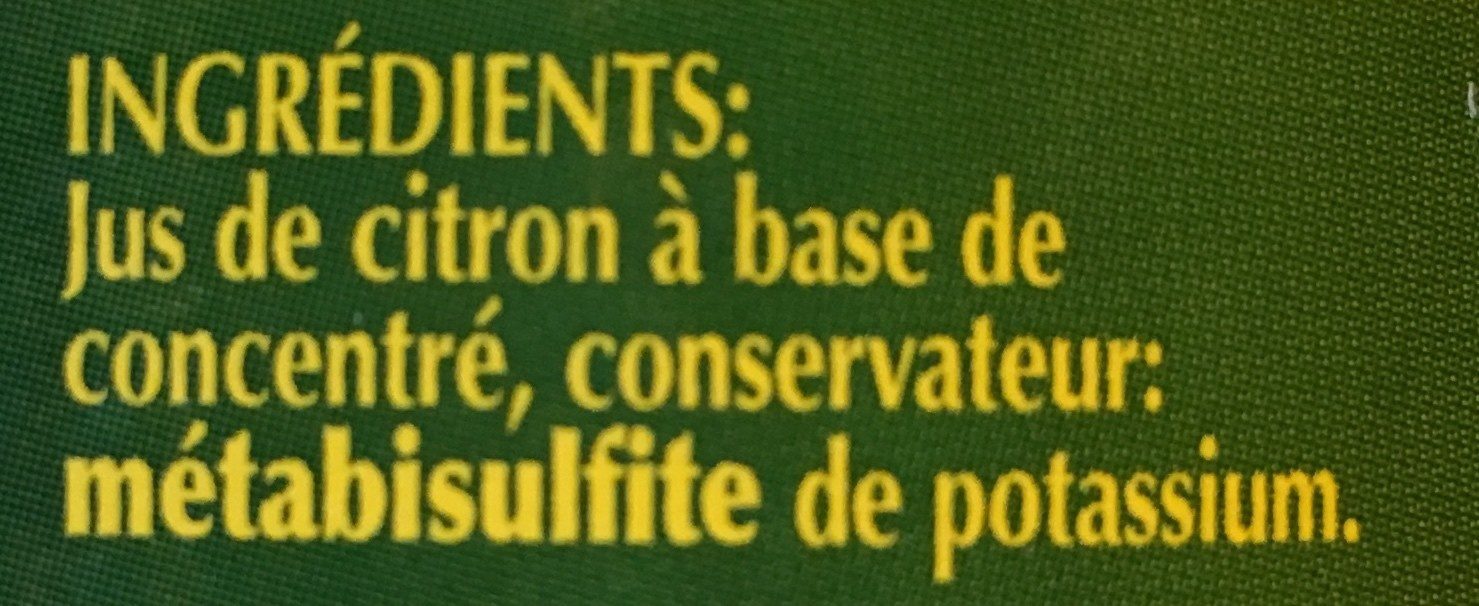 INGRÉDIENTS:
Jus de citron à base de
concentré, conservateur:
métabisulfite de potassium.